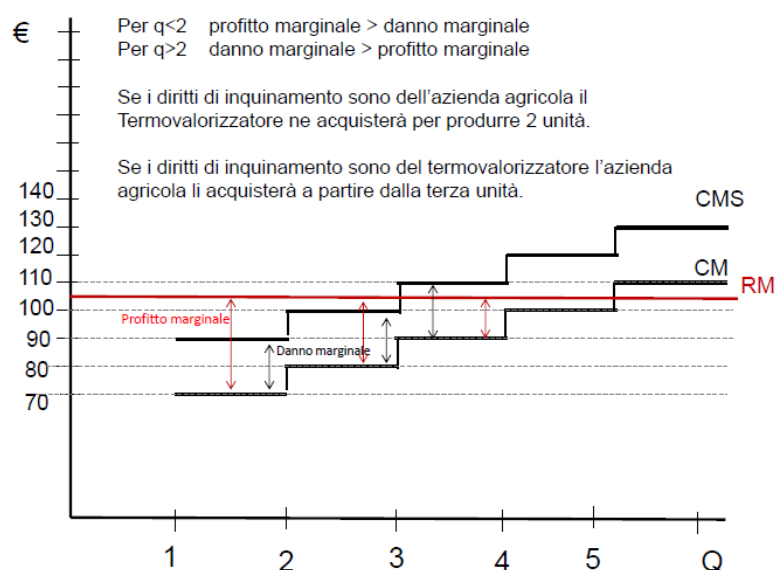 €
Per q<2 profitto marginale > danno marginale
Per q>2 danno marginale > profitto marginale
Se i diritti di inquinamento sono dell'azienda agricola il
Termovalorizzatore ne acquisterà per produrre 2 unità.
Se i diritti di inquinamento sono del termovalorizzatore l'azienda
agricola li acquisterà a partire dalla terza unità.
140
CMS
130
120
CM
110
RM
100
Profitto marginale
90
Danno marginale
80
70
1 2 3 4 5 Q